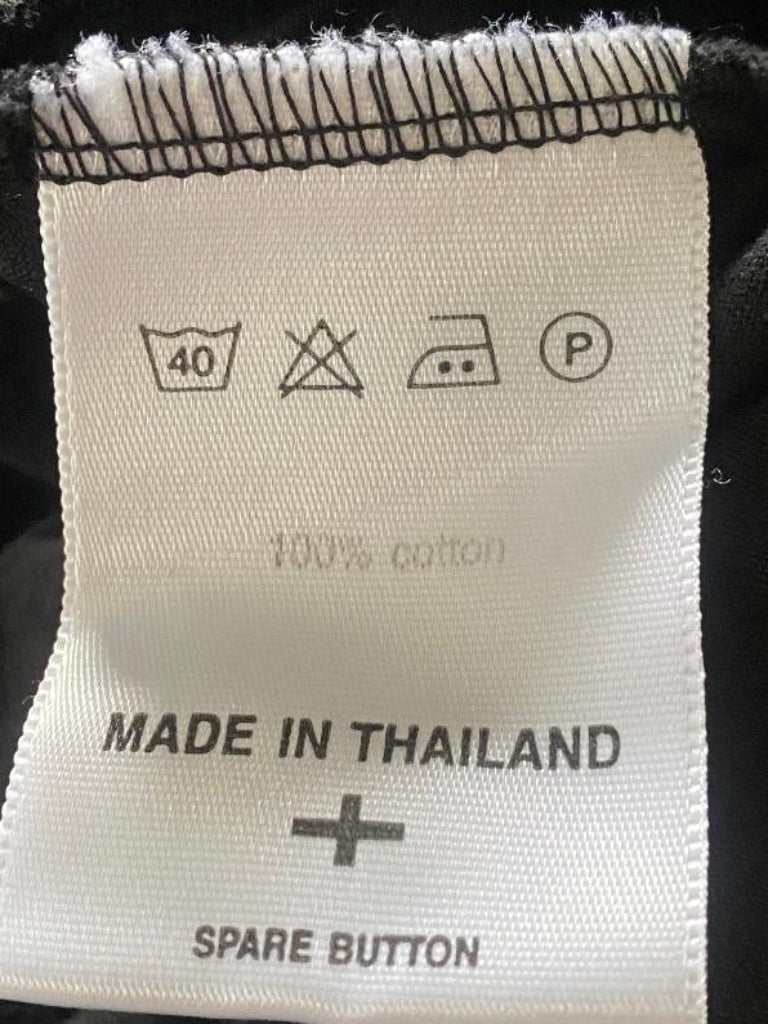 40 P
100% cotton
MADE IN THAILAND
SPARE BUTTON